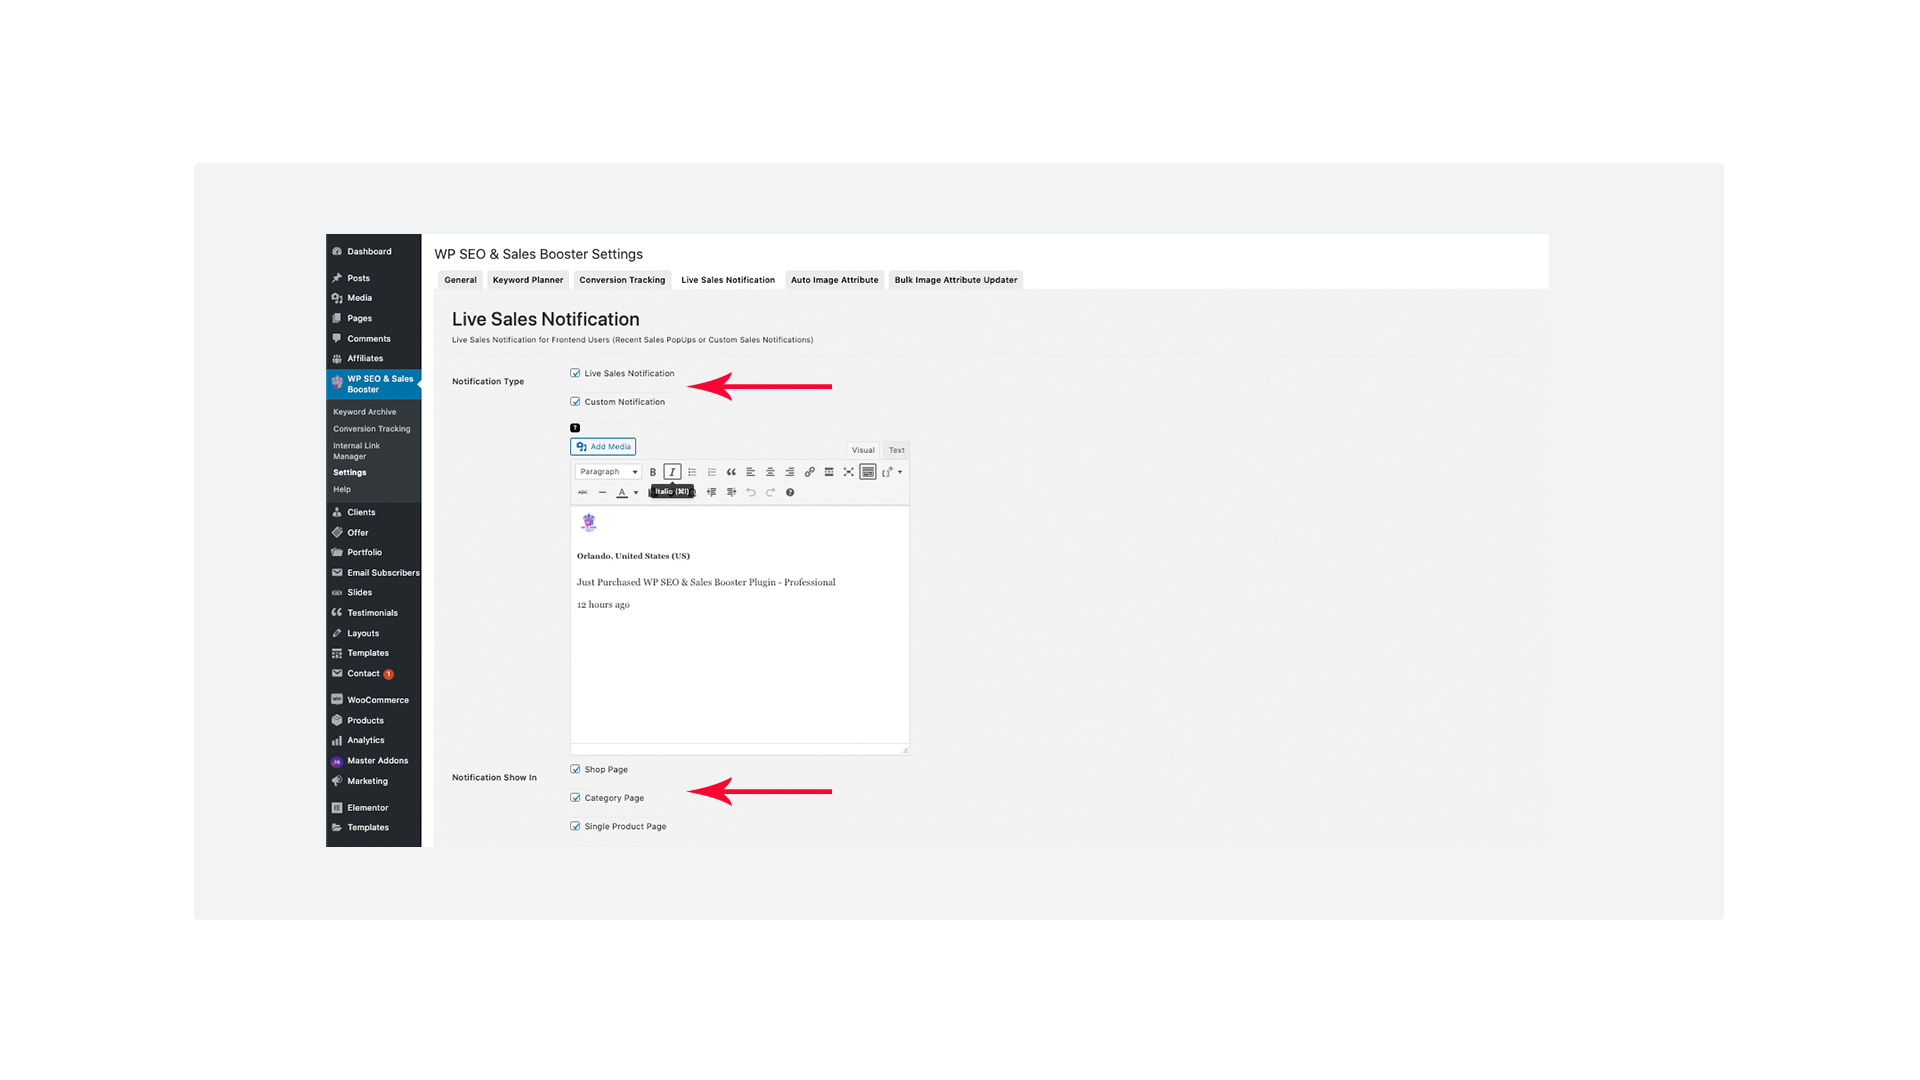 Dashboard
Posts
Media
Pages
Comments
Affiliates
WP SEO & Sales
Booster
Keyword Archive
Conversion Tracking
Internal Link
Manager
Settings
Help
Clients
Offer
Portfolio
Email Subscribers
Slides
Testimonials
Layouts
Templates
Contact 1
WooCommerce
Products
Analytics
Master Addons
Marketing
Elementor
Templates
WP SEO & Sales Booster Settings
General Keyword Planner Conversion Tracking Live Sales Notification Auto Image Attribute Bulk Image Attribute Updater
Live Sales Notification
Live Sales Notification for Frontend Users (Recent Sales PopUps or Custom Sales Notifications)
Notification Type
Live Sales Notification
Custom Notification
?
Add Media
Visual Text
Paragraph B I
ABC A Italic (⌘I) ?
Orlando, United States (US)
Just Purchased WP SEO & Sales Booster Plugin - Professional
12 hours ago
Notification Show In
Shop Page
Category Page
Single Product Page